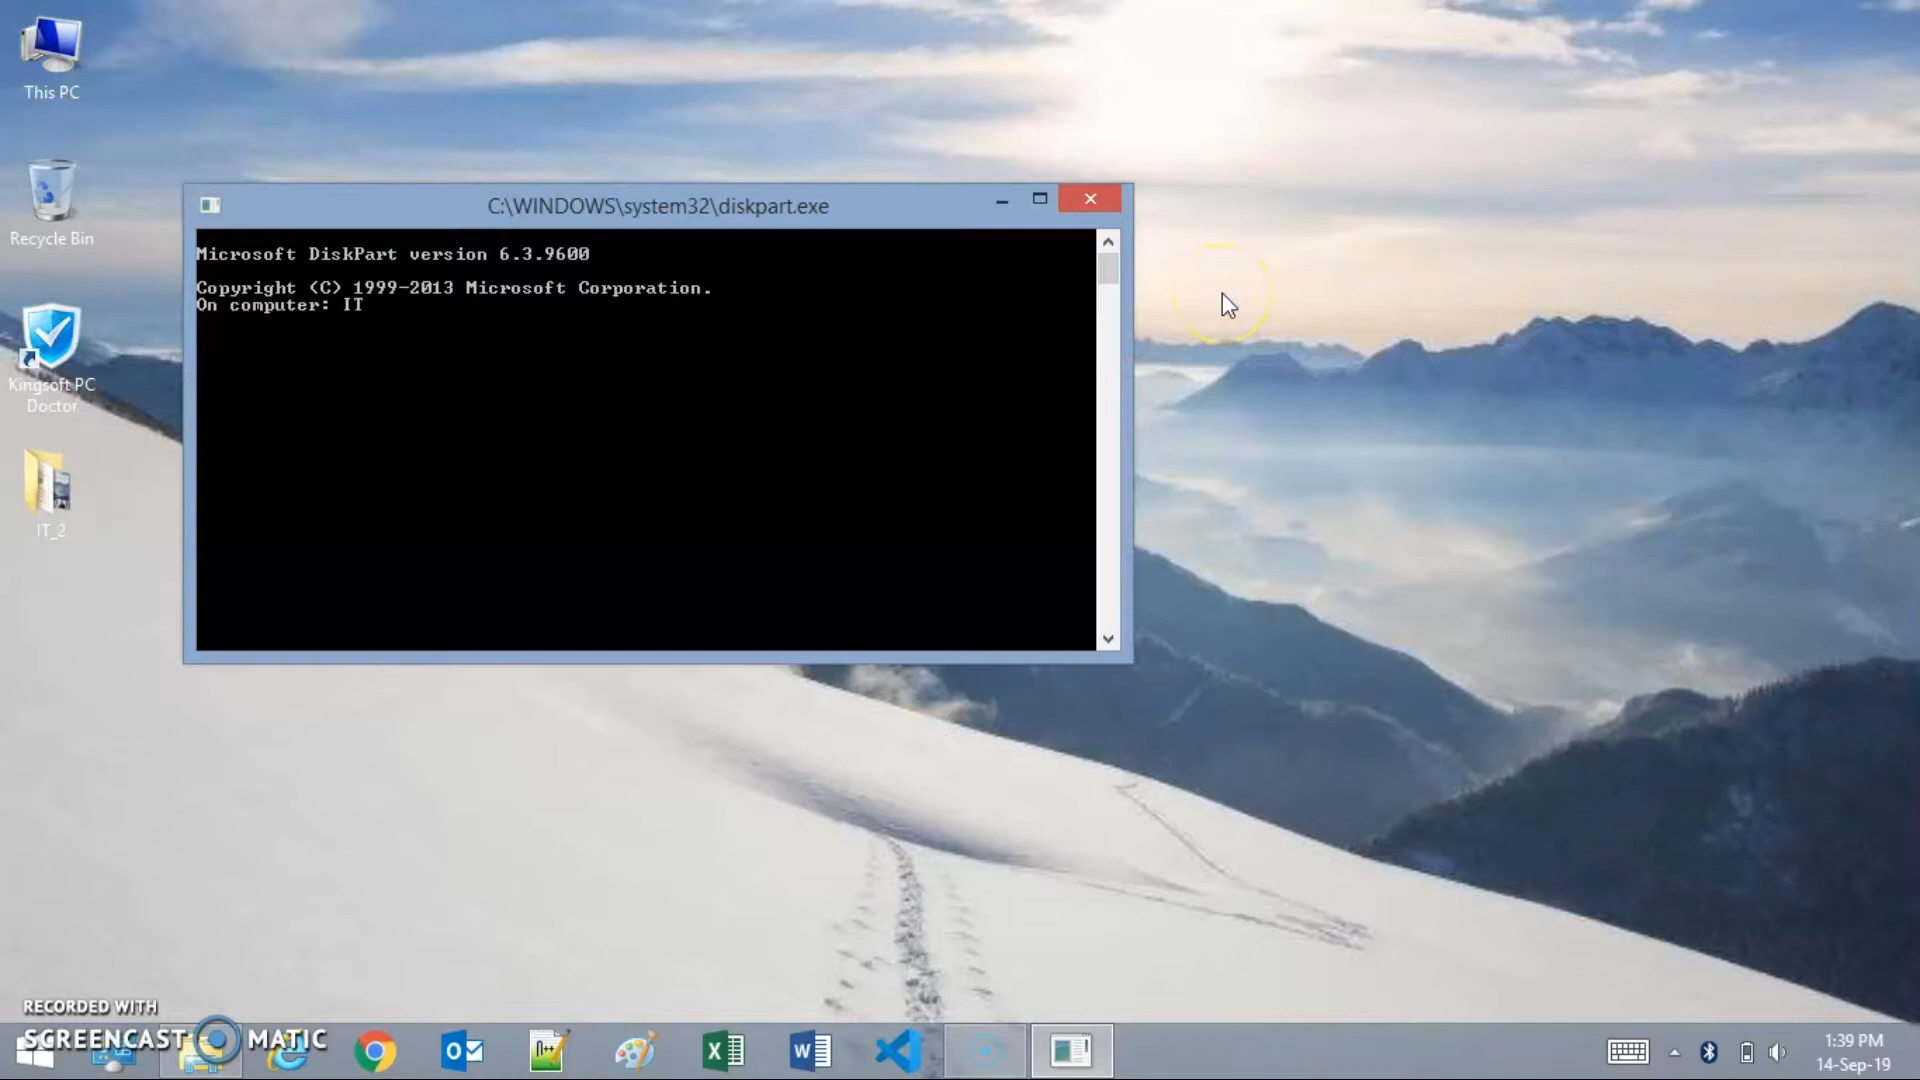 This PC
Recycle Bin
Kingsoft PC
Doctor
IT_2
C:\WINDOWS\system32\diskpart.exe
Microsoft DiskPart version 6.3.9600
Copyright (C) 1999-2013 Microsoft Corporation.
On computer: IT
RECORDED WITH
SCREENCAST MATIC
1:39 PM
14-Sep-19